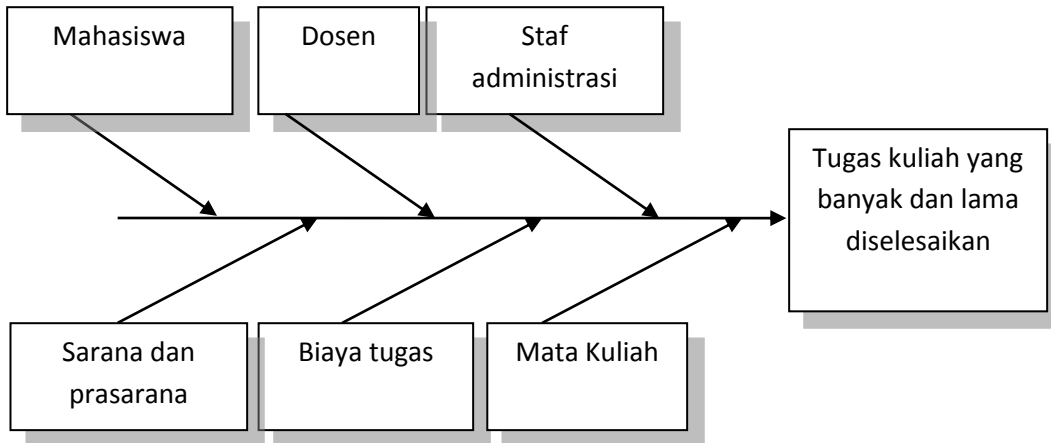 Mahasiswa
Dosen
Staf
administrasi
Tugas kuliah yang
banyak dan lama
diselesaikan
Sarana dan
prasarana
Biaya tugas
Mata Kuliah